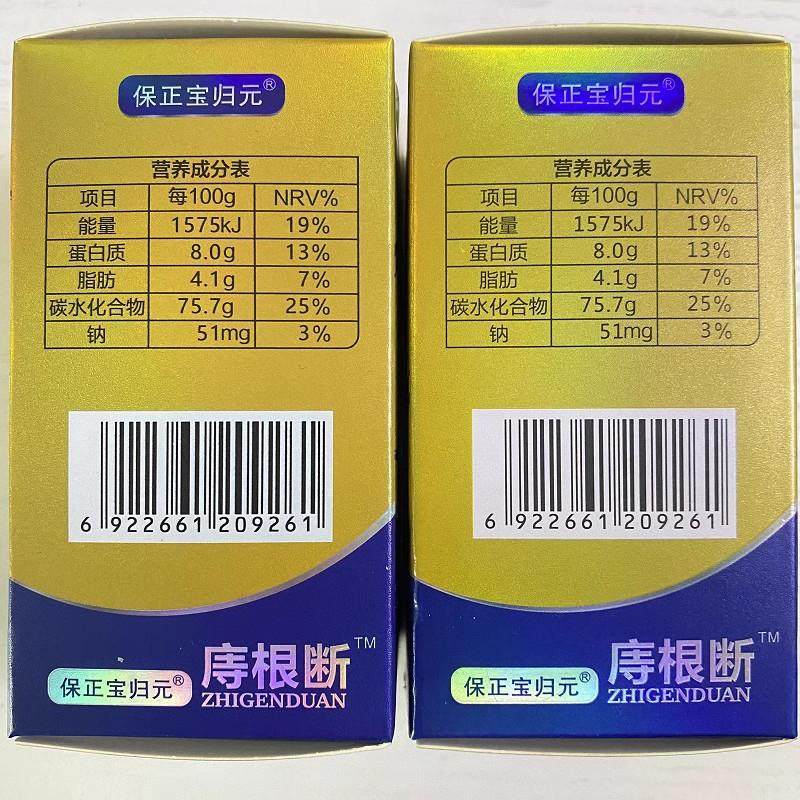 保正宝归元®
营养成分表
项目 每100g NRV%
能量 1575kJ 19%
蛋白质 8.0g 13%
脂肪 4.1g 7%
碳水化合物 75.7g 25%
钠 51mg 3%
6 922661 209261
保正宝归元® 庤根断™
ZHIGENDUAN
保正宝归元®
营养成分表
项目 每100g NRV%
能量 1575kJ 19%
蛋白质 8.0g 13%
脂肪 4.1g 7%
碳水化合物 75.7g 25%
钠 51mg 3%
6 922661 209261
保正宝归元® 庤根断™
ZHIGENDUAN